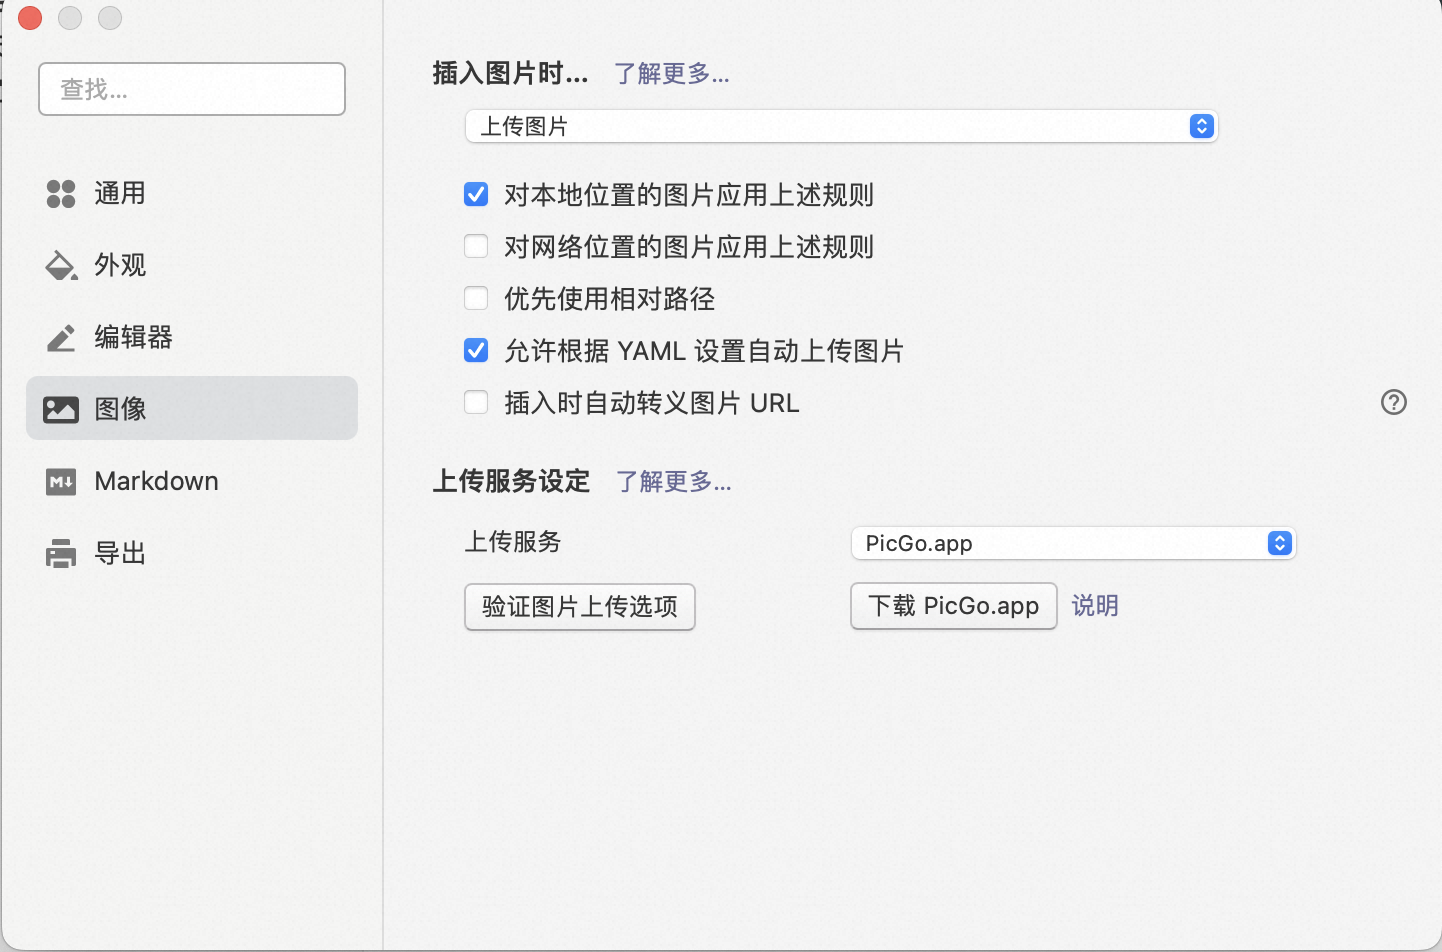 查找...
通用
外观
编辑器
图像
Markdown
导出
插入图片时... 了解更多...
上传图片
对本地位置的图片应用上述规则
对网络位置的图片应用上述规则
优先使用相对路径
允许根据 YAML 设置自动上传图片
插入时自动转义图片 URL
上传服务设定 了解更多...
上传服务 PicGo.app
验证图片上传选项 下载 PicGo.app 说明